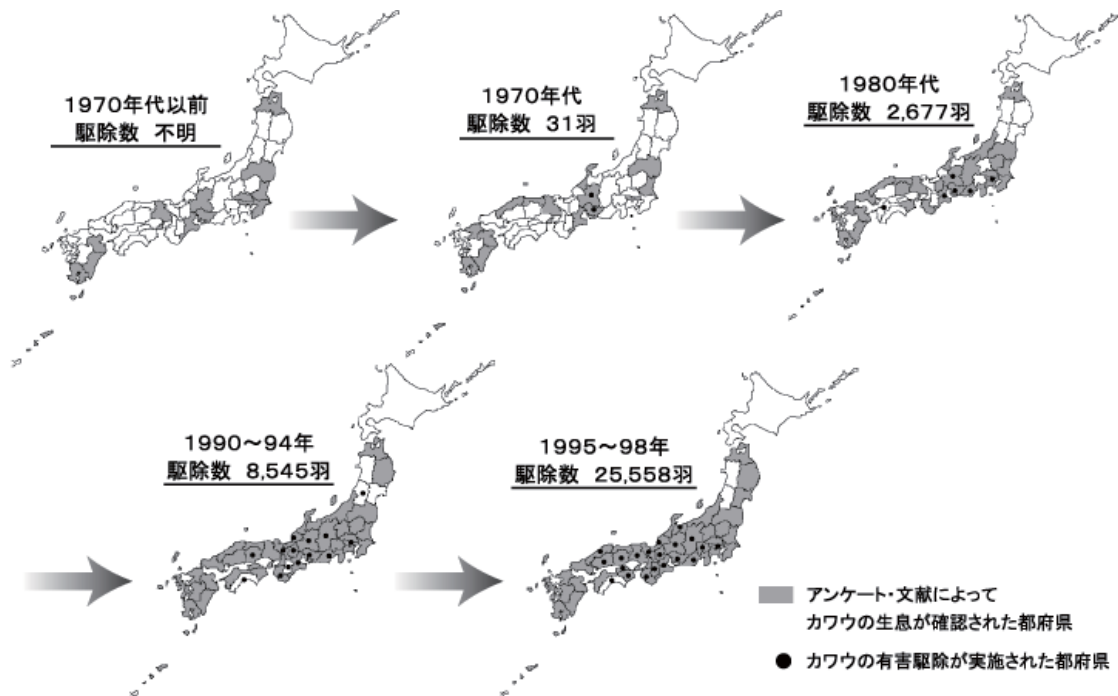 1970年代以前
駆除数 不明
1970年代
駆除数 31羽
1980年代
駆除数 2,677羽
1990～94年
駆除数 8,545羽
1995～98年
駆除数 25,558羽
アンケート・文献によって
カワウの生息が確認された都府県
カワウの有害駆除が実施された都府県